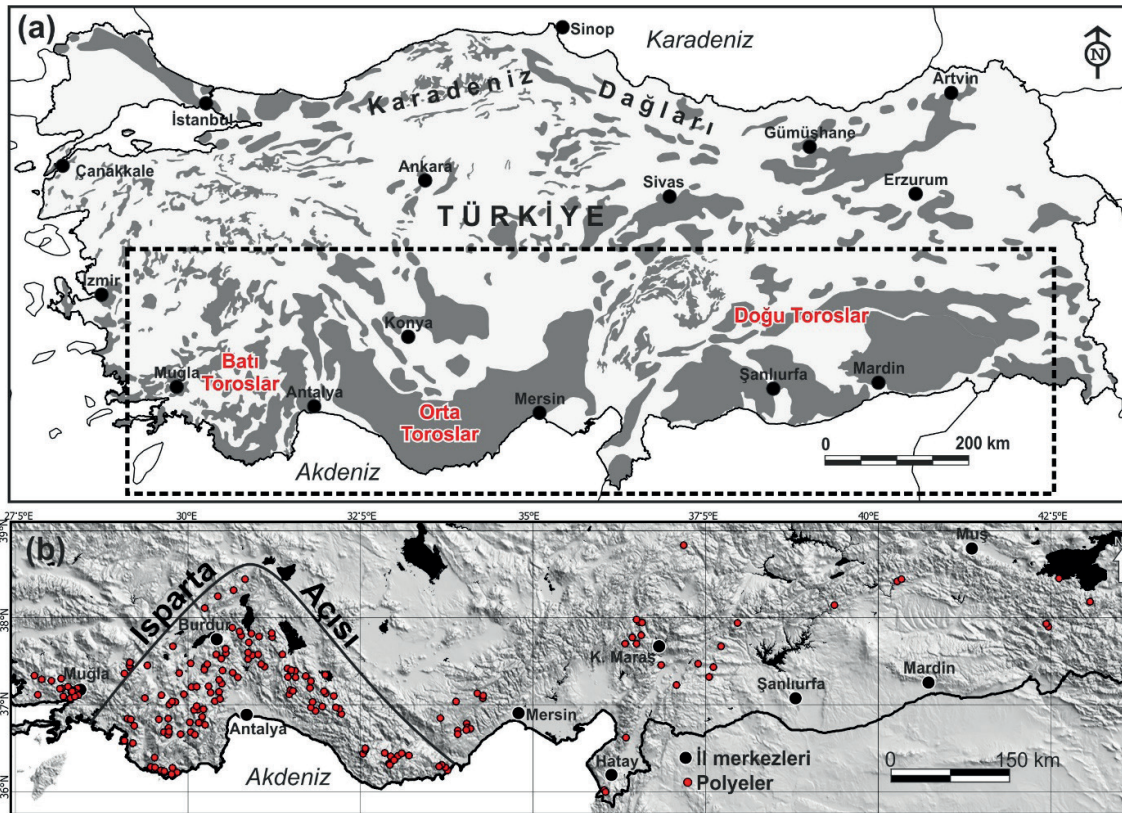 (a)
Sinop
Karadeniz
N
Karadeniz Dağları
Artvin
İstanbul
Gümüşhane
Çanakkale
Ankara
Sivas
Erzurum
TÜRKİYE
İzmir
Doğu Toroslar
Konya
Batı
Toroslar
Muğla
Şanlıurfa
Mardin
Antalya
Orta
Toroslar
Mersin
0 200 km
Akdeniz
27°5'E 30°E 32°5'E 35°E 37°5'E 40°E 42°5'E
39°N
(b)
Muş
Isparta Açısı
38°N
Burdur
K. Maraş
Muğla
Mardin
Şanlıurfa
37°N
Antalya
Mersin
Akdeniz
Hatay
İl merkezleri
0 150 km
Polyeler
36°N